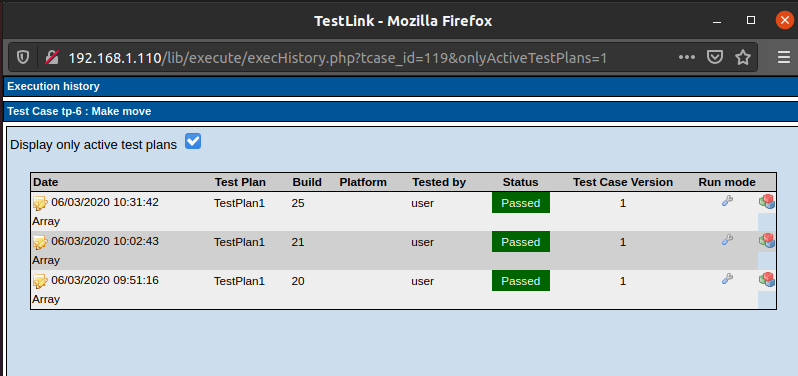 TestLink - Mozilla Firefox
192.168.1.110/lib/execute/execHistory.php?tcase_id=119&onlyActiveTestPlans=1
Execution history
Test Case tp-6 : Make move
Display only active test plans
Date Test Plan Build Platform Tested by Status Test Case Version Run mode
06/03/2020 10:31:42 TestPlan1 25 user Passed 1
Array
06/03/2020 10:02:43 TestPlan1 21 user Passed 1
Array
06/03/2020 09:51:16 TestPlan1 20 user Passed 1
Array